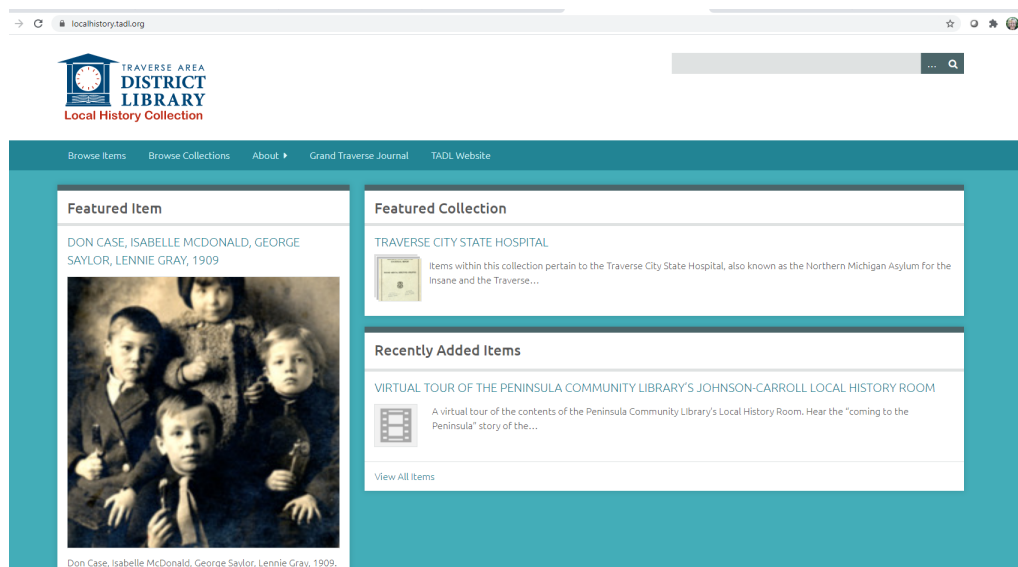 localhistory.tadl.org
TRAVERSE AREA
DISTRICT
LIBRARY
Local History Collection
...
Browse Items Browse Collections About Grand Traverse Journal TADL Website
Featured Item
DON CASE, ISABELLE MCDONALD, GEORGE
SAYLOR, LENNIE GRAY, 1909
Don Case, Isabelle McDonald, George Saylor, Lennie Gray, 1909.
Featured Collection
TRAVERSE CITY STATE HOSPITAL
Items within this collection pertain to the Traverse City State Hospital, also known as the Northern Michigan Asylum for the
Insane and the Traverse…
Recently Added Items
VIRTUAL TOUR OF THE PENINSULA COMMUNITY LIBRARY'S JOHNSON-CARROLL LOCAL HISTORY ROOM
A virtual tour of the contents of the Peninsula Community LIbrary's Local History Room. Hear the "coming to the
Peninsula" story of the…
View All Items